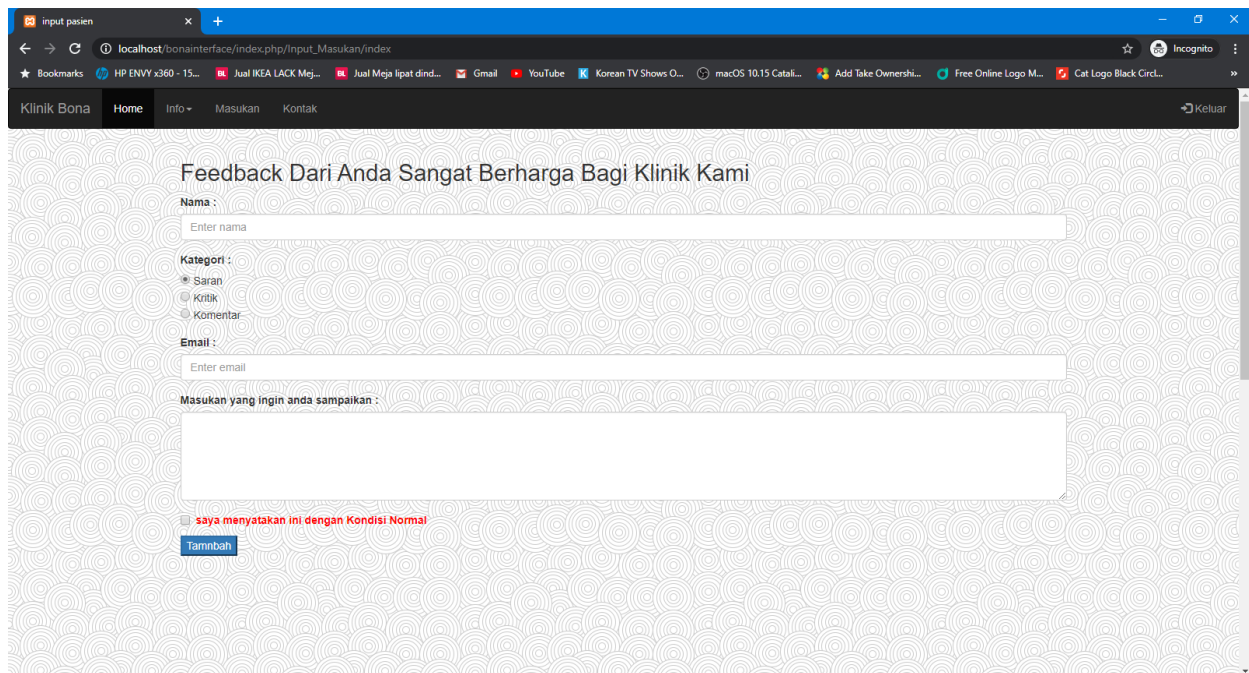 input pasien
localhost/bonainterface/index.php/Input_Masukan/index
Incognito
Bookmarks HP ENVY x360 - 15... BL Jual IKEA LACK Mej... BL Jual Meja lipat dind... Gmail YouTube K Korean TV Shows O... macOS 10.15 Catali... Add Take Ownershi... Free Online Logo M... Cat Logo Black Circl...
Klinik Bona Home Info Masukan Kontak Keluar
Feedback Dari Anda Sangat Berharga Bagi Klinik Kami
Nama :
Enter nama
Kategori :
Saran
Kritik
Komentar
Email :
Enter email
Masukan yang ingin anda sampaikan :
saya menyatakan ini dengan Kondisi Normal
Tamnbah